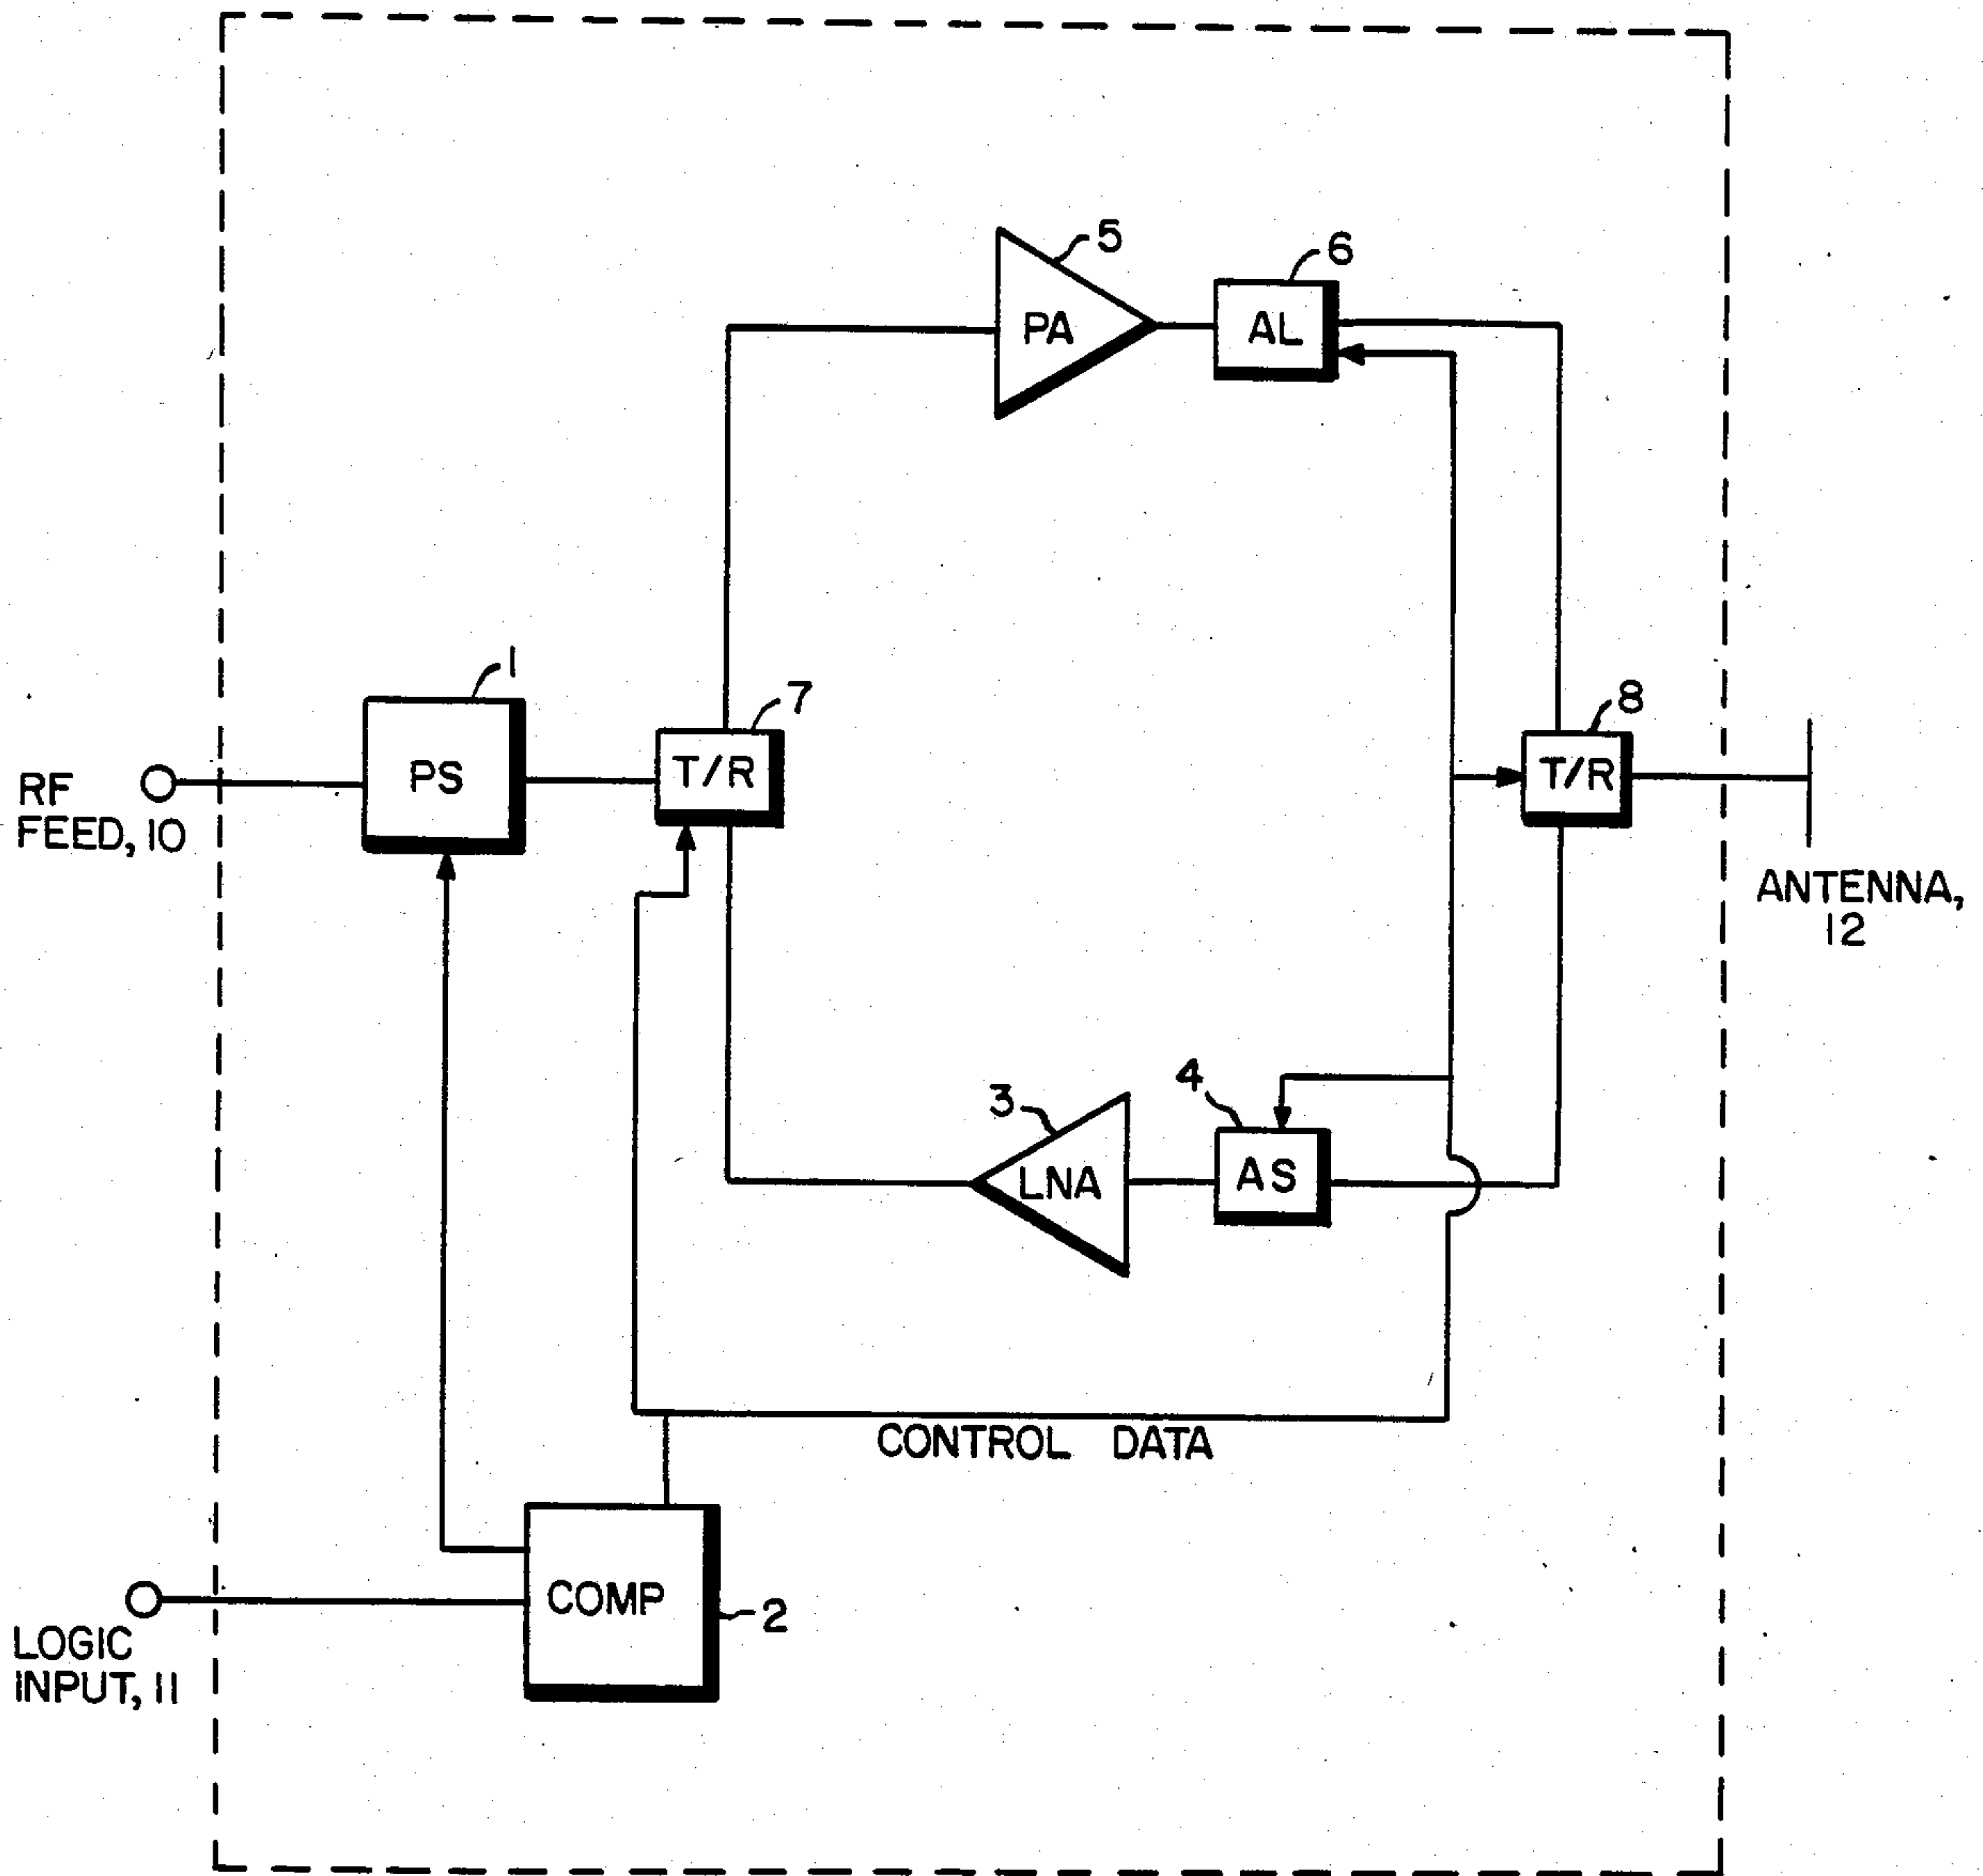 5
6
PA
AL
1
7
8
PS
T/R
T/R
RF
FEED, 10
ANTENNA,
12
4
3
LNA
AS
CONTROL DATA
COMP
2
LOGIC
INPUT, 11